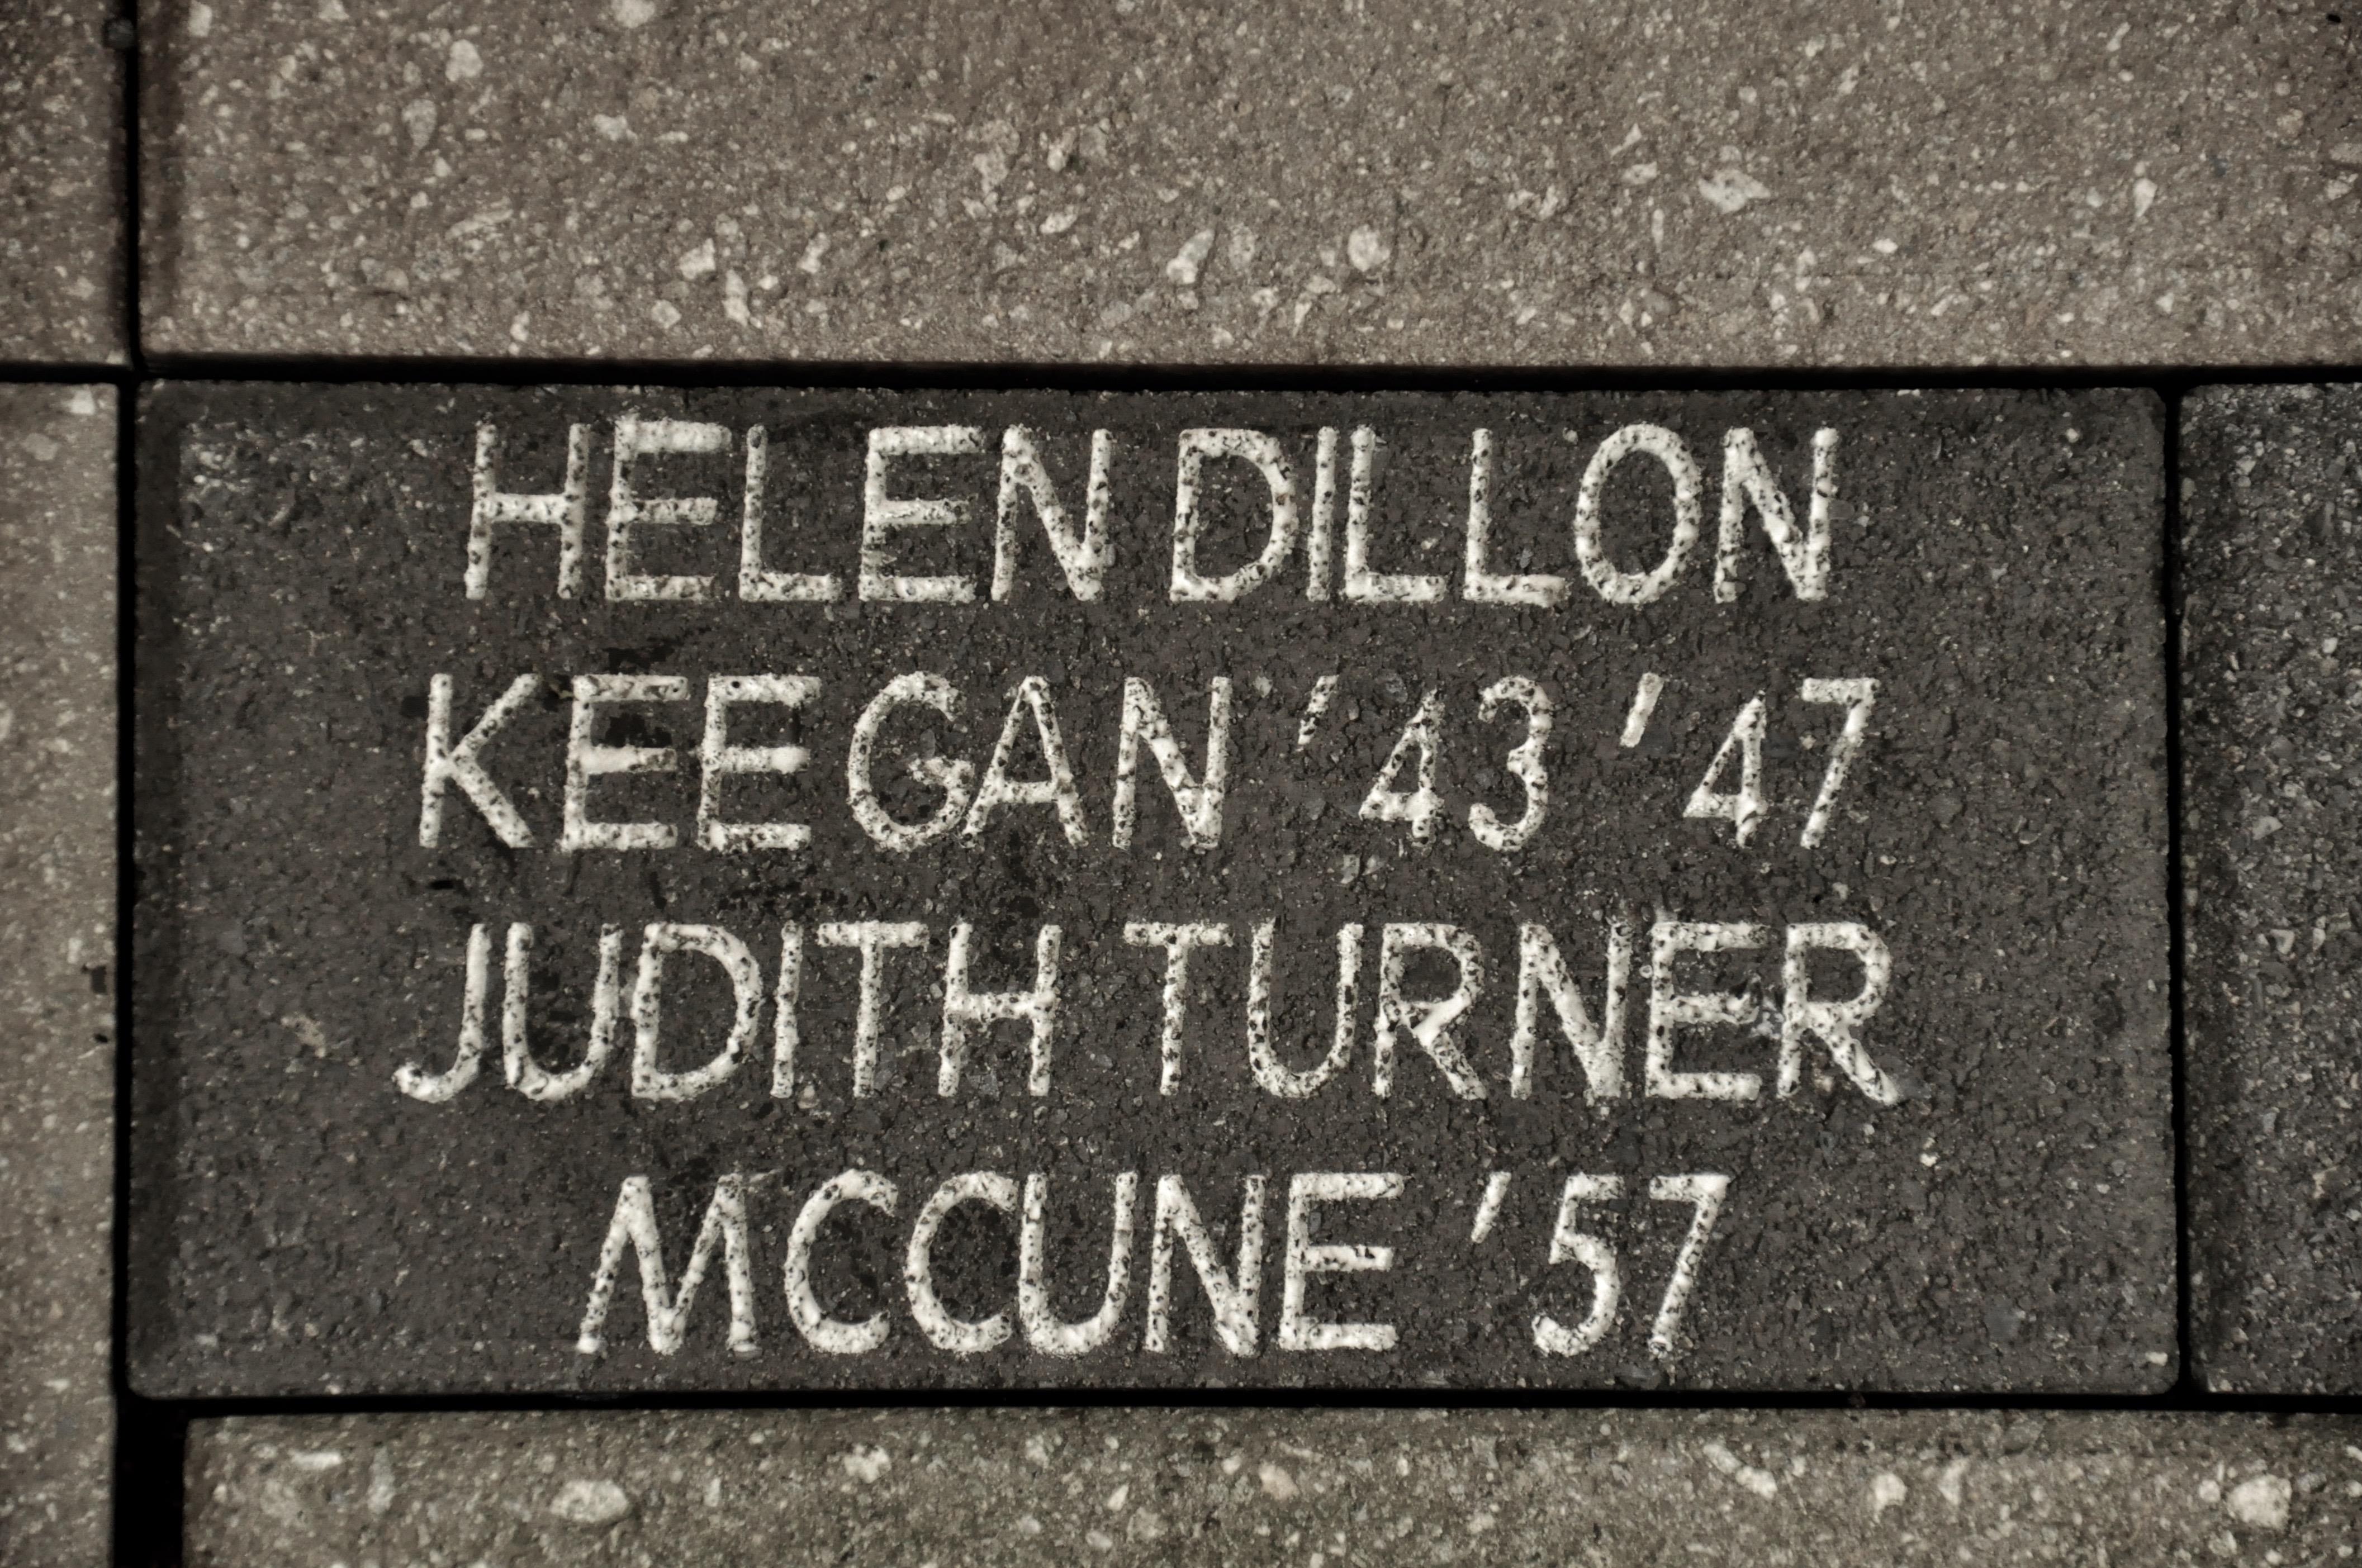 HELEN DILLON
KEEGAN '43 '47
JUDITH TURNER
MCCUNE '57